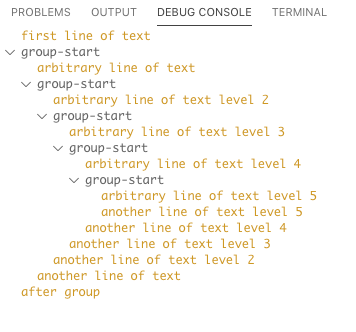 PROBLEMS OUTPUT DEBUG CONSOLE TERMINAL
first line of text
group-start
arbitrary line of text
group-start
arbitrary line of text level 2
group-start
arbitrary line of text level 3
group-start
arbitrary line of text level 4
group-start
arbitrary line of text level 5
another line of text level 5
another line of text level 4
another line of text level 3
another line of text level 2
another line of text
after group